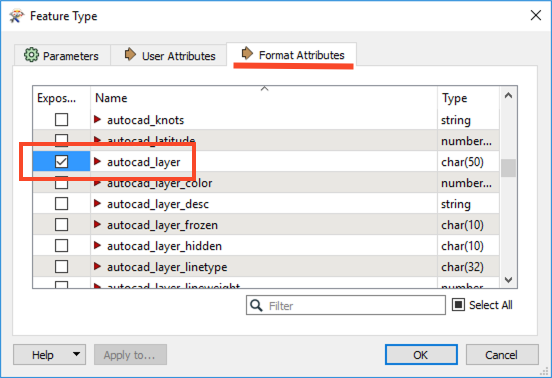 Feature Type
Parameters User Attributes Format Attributes
Expos... Name Type
autocad_knots string
autocad_latitude number...
autocad_layer char(50)
autocad_layer_color number...
autocad_layer_desc string
autocad_layer_frozen char(10)
autocad_layer_hidden char(10)
autocad_layer_linetype char(32)
autocad_layer_lineweight number...
Filter Select All
Help Apply to... OK Cancel